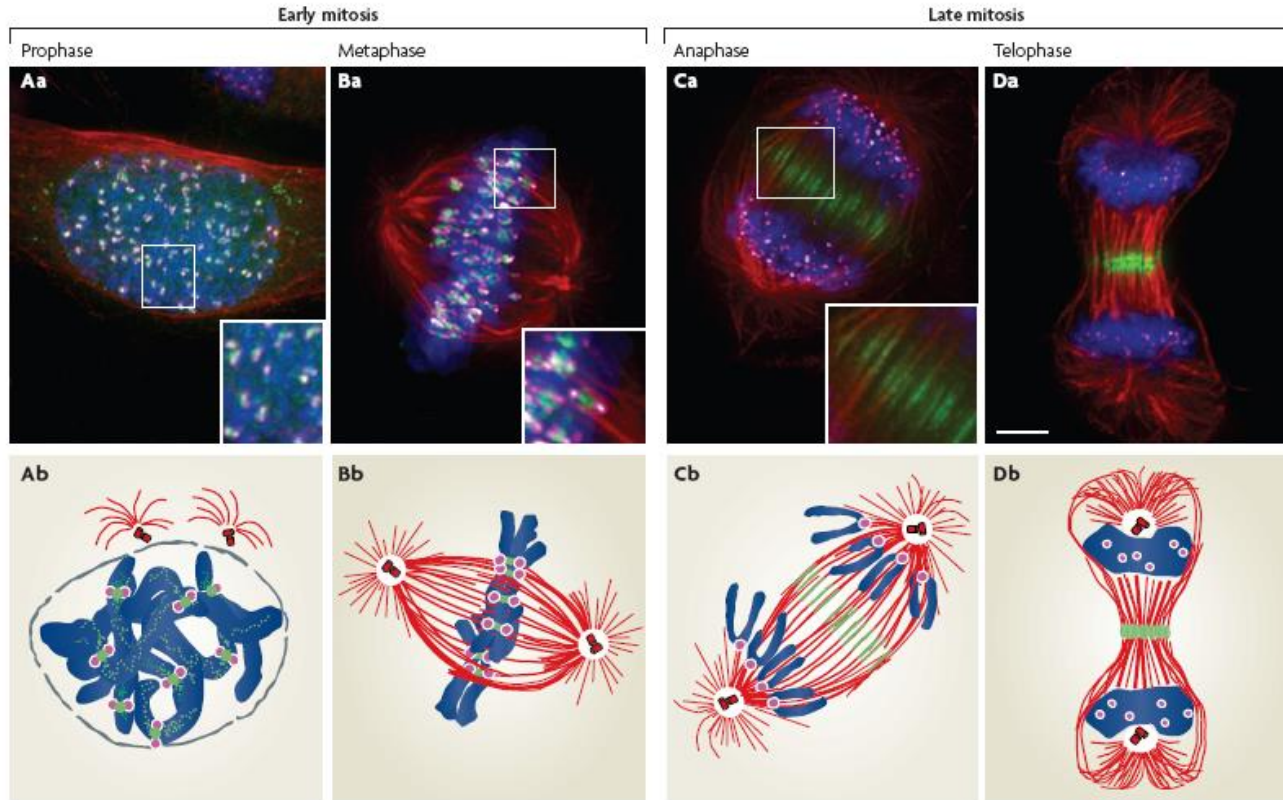 Early mitosis
Late mitosis
Prophase
Metaphase
Anaphase
Telophase
Aa
Ba
Ca
Da
Ab
Bb
Cb
Db